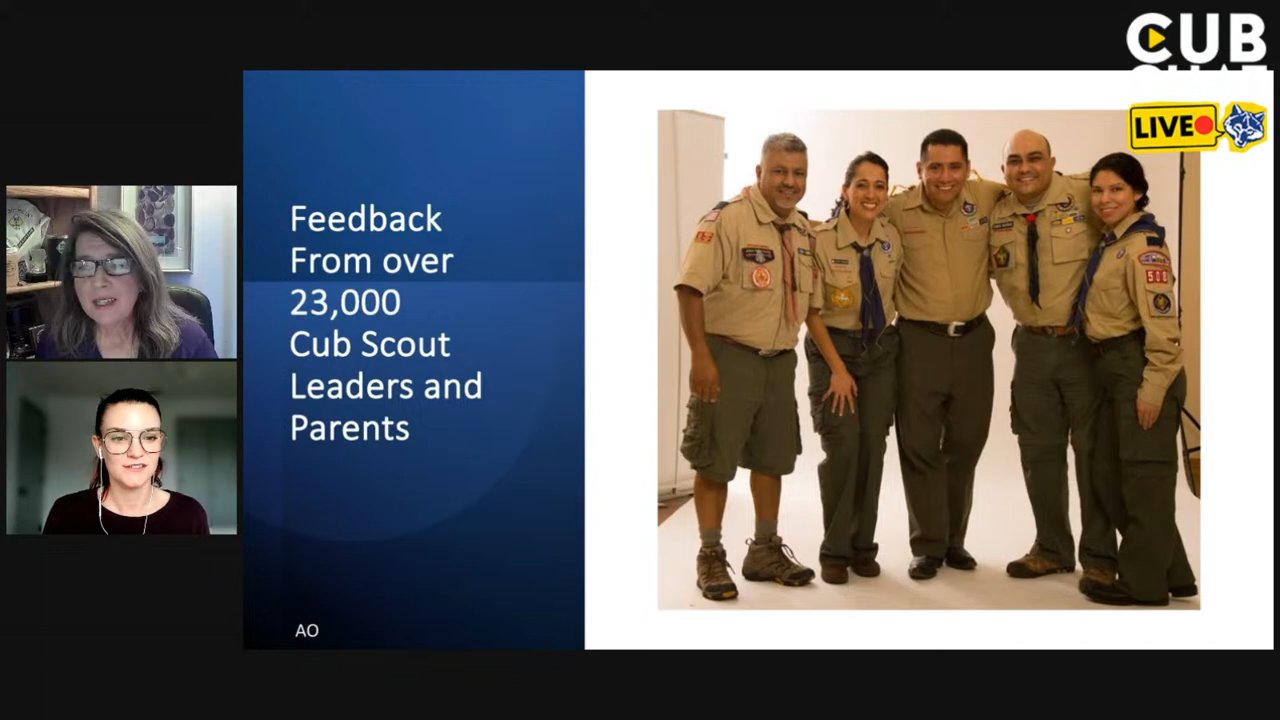 CUB
LIVE
Feedback
From over
23,000
Cub Scout
Leaders and
Parents
500
AO